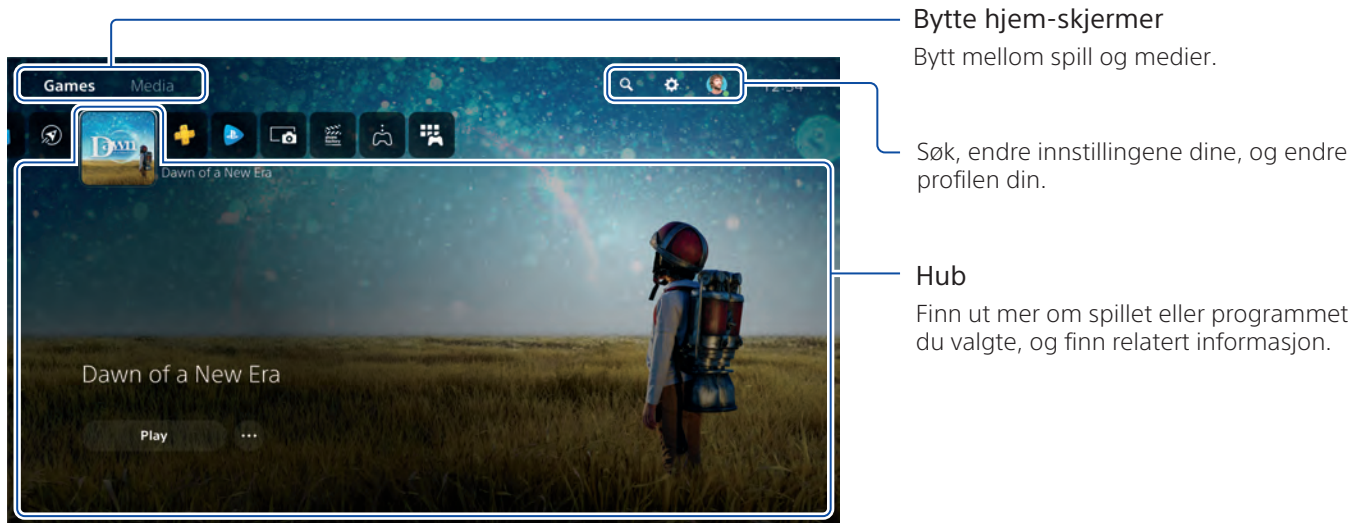 Bytte hjem-skjermer
Bytt mellom spill og medier.
Games Media
12:34
Dawn
Dawn of a New Era
Søk, endre innstillingene dine, og endre
profilen din.
Hub
Finn ut mer om spillet eller programmet
du valgte, og finn relatert informasjon.
Dawn of a New Era
Play